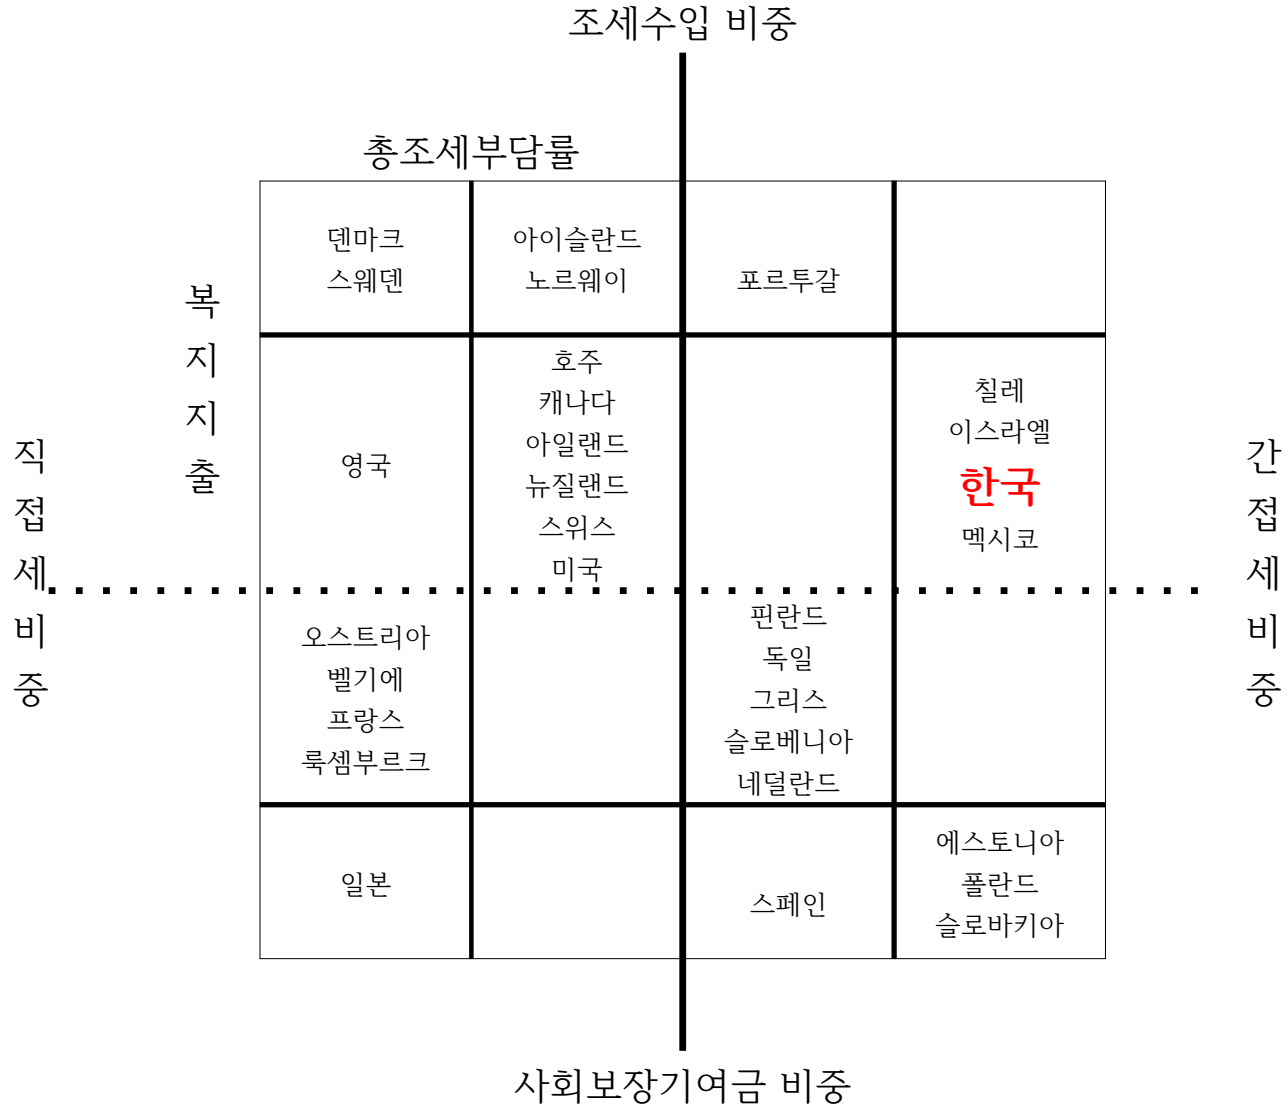 조세수입 비중
총조세부담률
복지지출
직접세비중
간접세비중
덴마크
스웨덴
아이슬란드
노르웨이
포르투갈
영국
호주
캐나다
아일랜드
뉴질랜드
스위스
미국
칠레
이스라엘
한국
멕시코
오스트리아
벨기에
프랑스
룩셈부르크
핀란드
독일
그리스
슬로베니아
네덜란드
일본
스페인
에스토니아
폴란드
슬로바키아
사회보장기여금 비중